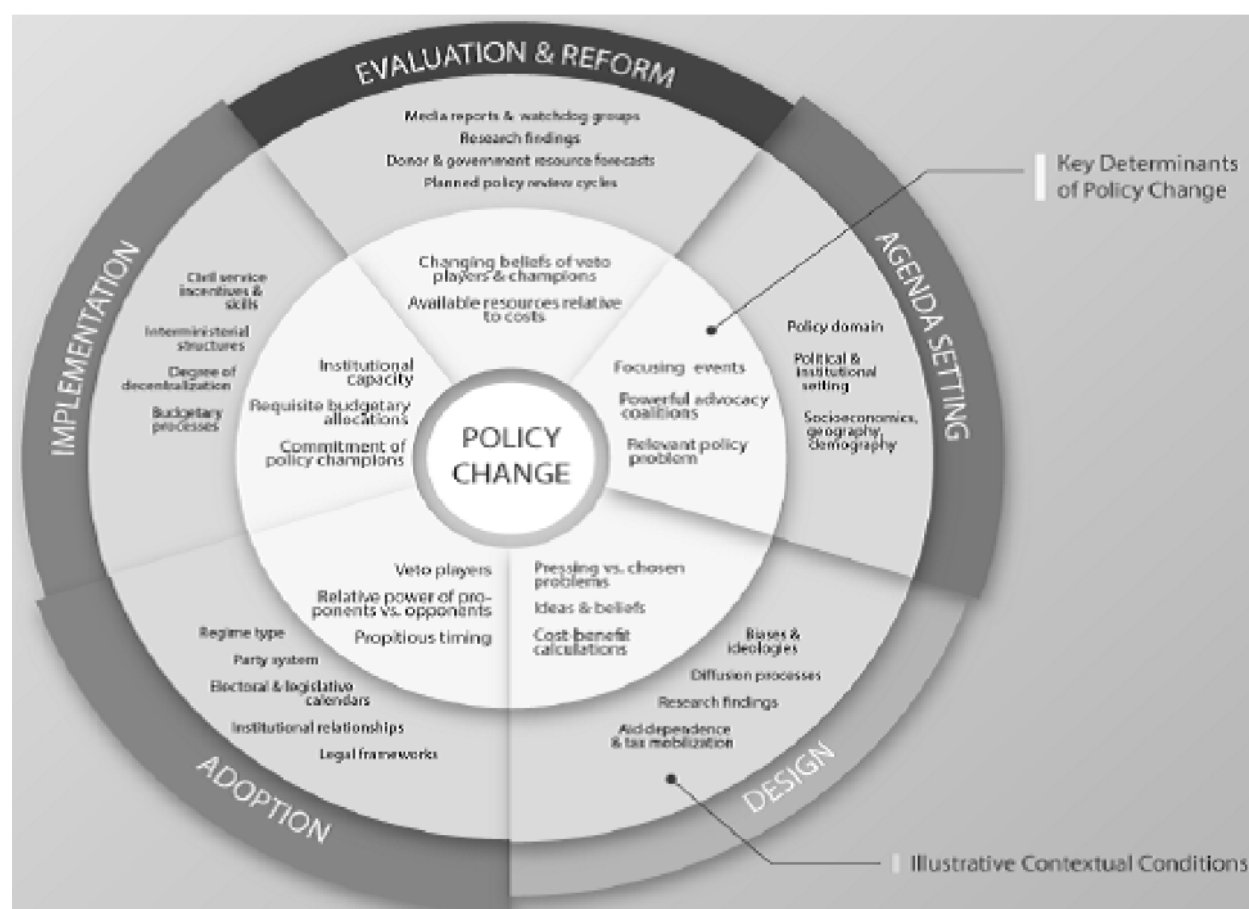 EVALUATION & REFORM
Media reports & watchdog groups
Research findings
Donor & government resource forecasts
Planned policy review cycles
Changing beliefs of veto
players & champions
Available resources relative
to costs
Key Determinants
of Policy Change
AGENDA SETTING
Policy domain
Political &
institutional
setting
Socioeconomics,
geography,
demography
Focusing events
Powerful advocacy
coalitions
Relevant policy
problem
DESIGN
Pressing vs. chosen
problems
Ideas & beliefs
Cost-benefit
calculations
Biases &
ideologies
Diffusion processes
Research findings
Aid dependence
& tax mobilization
Illustrative Contextual Conditions
ADOPTION
Veto players
Relative power of pro-
ponents vs. opponents
Propitious timing
Regime type
Party system
Electoral & legislative
calendars
Institutional relationships
Legal frameworks
IMPLEMENTATION
Civil service
incentives &
skills
Interministerial
structures
Degree of
decentralization
Budgetary
processes
Institutional
capacity
Requisite budgetary
allocations
Commitment of
policy champions
POLICY
CHANGE